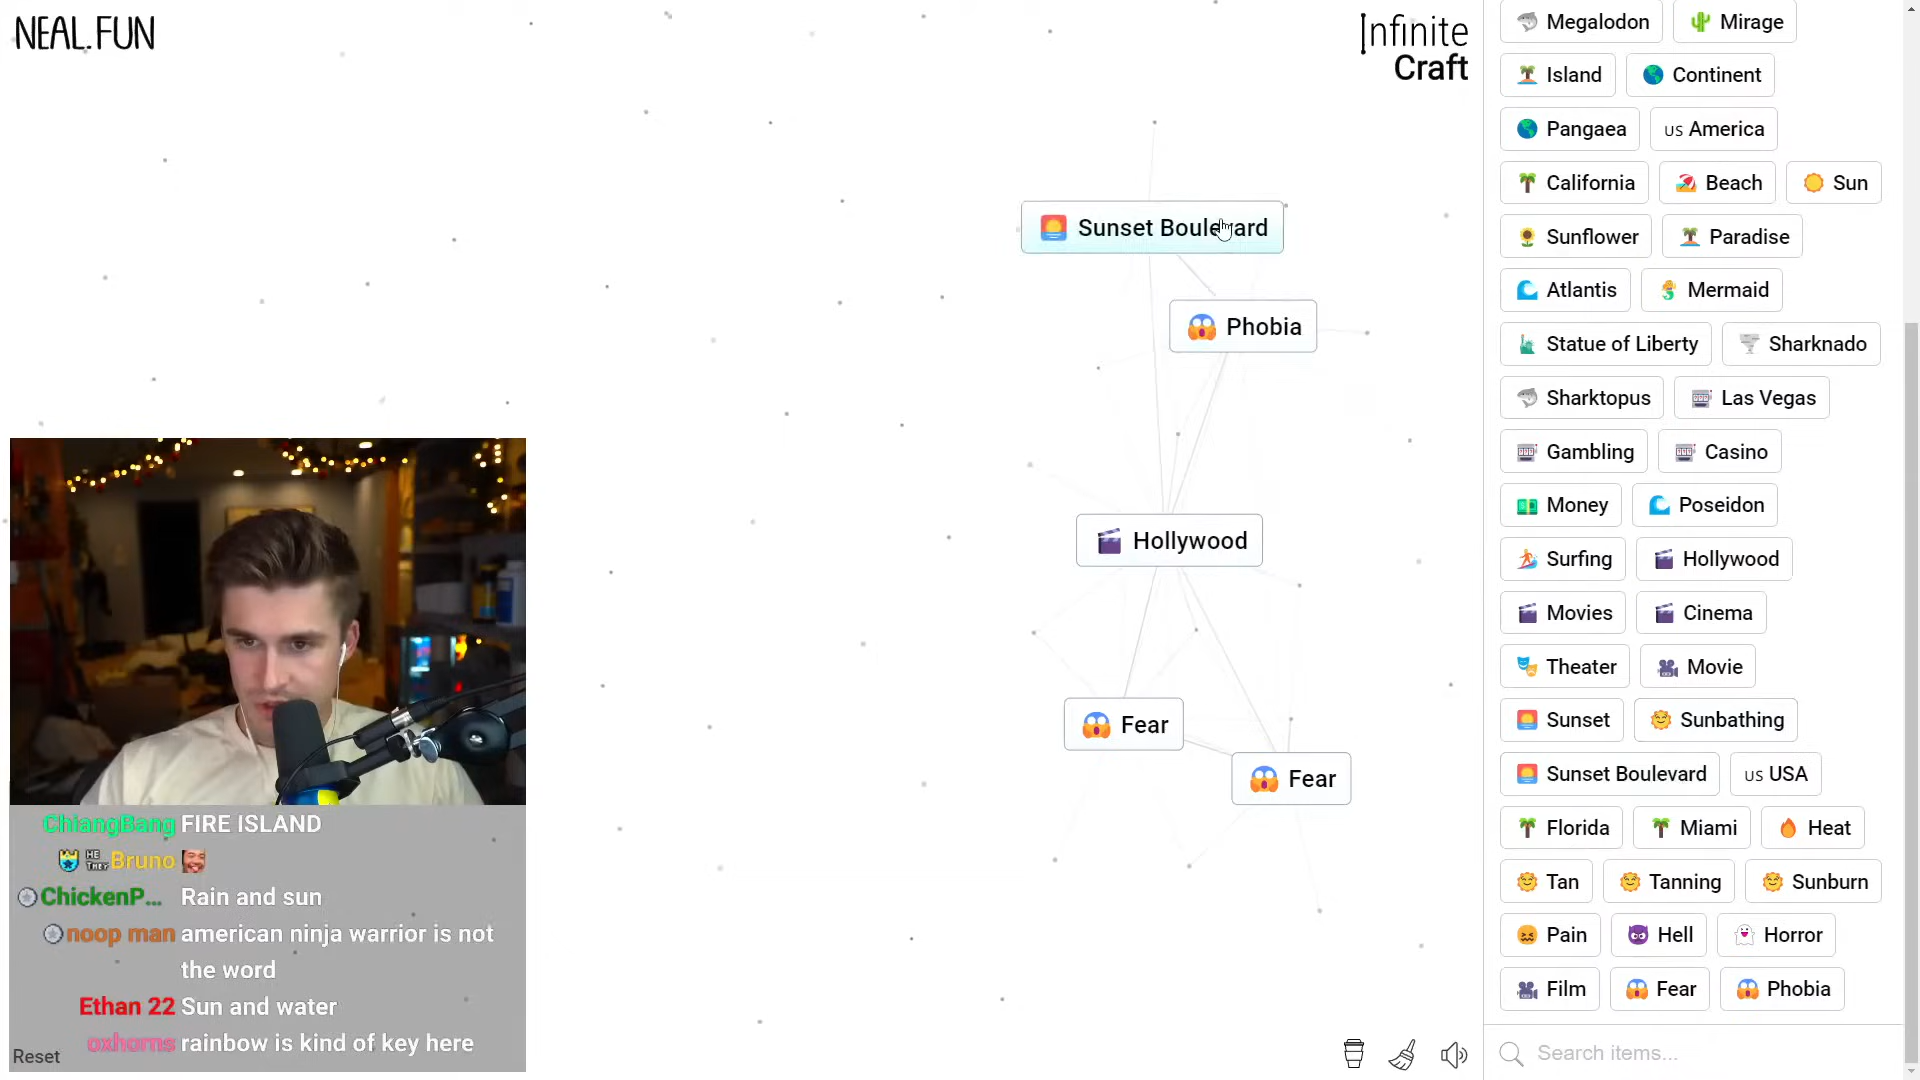 NEAL.FUN
Infinite
Craft
Sunset Boulevard
Phobia
Hollywood
Fear
Fear
ChiangBang FIRE ISLAND
HE
THEY
Bruno
ChickenP... Rain and sun
noop man american ninja warrior is not
the word
Ethan 22 Sun and water
oxhorns rainbow is kind of key here
Reset
Megalodon Mirage
Island Continent
Pangaea US America
California Beach Sun
Sunflower Paradise
Atlantis Mermaid
Statue of Liberty Sharknado
Sharktopus Las Vegas
Gambling Casino
Money Poseidon
Surfing Hollywood
Movies Cinema
Theater Movie
Sunset Sunbathing
Sunset Boulevard US USA
Florida Miami Heat
Tan Tanning Sunburn
Pain Hell Horror
Film Fear Phobia
Search items...